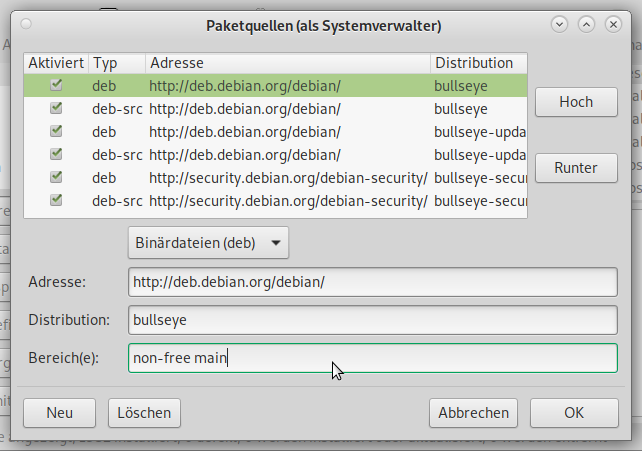 Paketquellen (als Systemverwalter)
Aktiviert Typ Adresse Distribution
deb http://deb.debian.org/debian/ bullseye
deb-src http://deb.debian.org/debian/ bullseye
deb http://deb.debian.org/debian/ bullseye-upda
deb-src http://deb.debian.org/debian/ bullseye-upda
deb http://security.debian.org/debian-security/ bullseye-secu
deb-src http://security.debian.org/debian-security/ bullseye-secu
Hoch
Runter
Binärdateien (deb)
Adresse: http://deb.debian.org/debian/
Distribution: bullseye
Bereich(e): non-free main
Neu Löschen Abbrechen OK